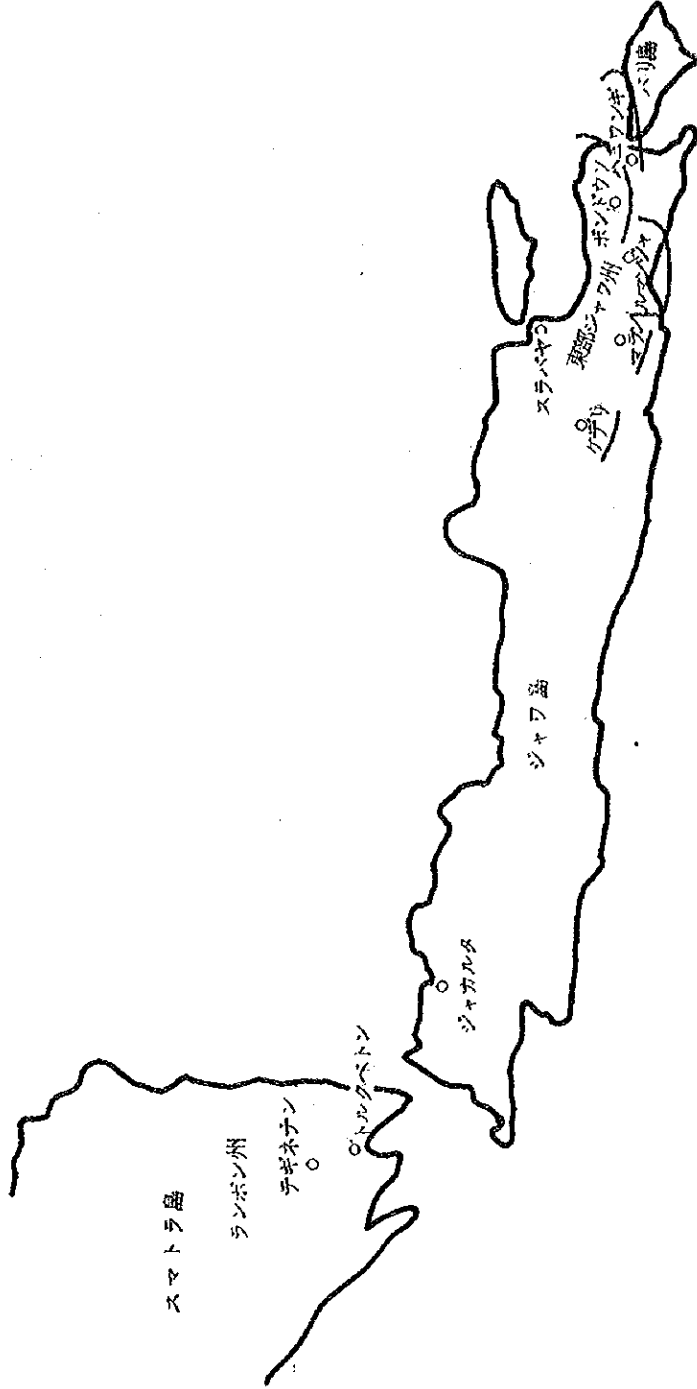 スマトラ島
ランポン州
テギネテン
トルクベトン
ジャカルタ
ジャワ島
スラバヤ
東部ジャワ州
ケデリ
マラン
ボンドウソ
バニワンギ
バリ島